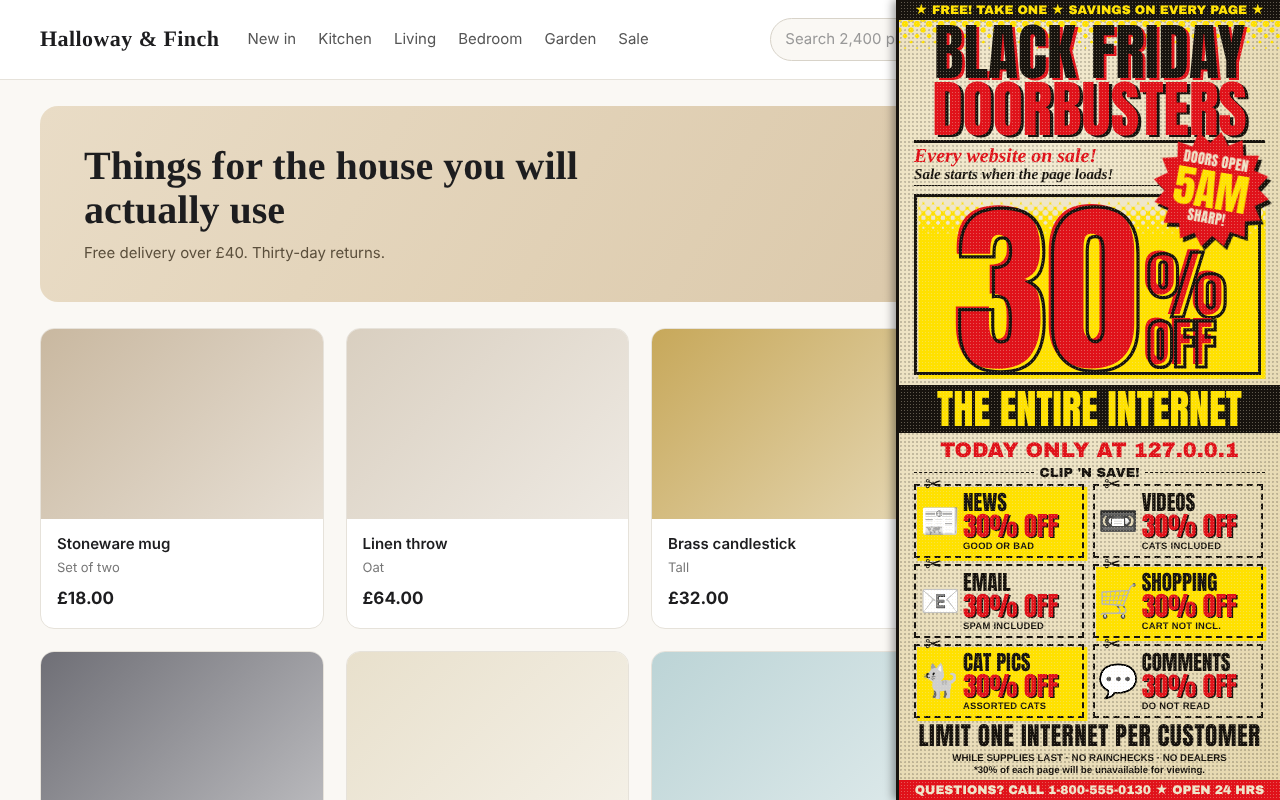 Halloway & Finch
New in
Kitchen
Living
Bedroom
Garden
Sale
Search 2,400 p
Things for the house you will
actually use
Free delivery over £40. Thirty-day returns.
Stoneware mug
Set of two
£18.00
Linen throw
Oat
£64.00
Brass candlestick
Tall
£32.00
★ FREE! TAKE ONE ★ SAVINGS ON EVERY PAGE ★
BLACK FRIDAY
DOORBUSTERS
Every website on sale!
Sale starts when the page loads!
DOORS OPEN
5AM
SHARP!
30%
OFF
THE ENTIRE INTERNET
TODAY ONLY AT 127.0.0.1
CLIP 'N SAVE!
NEWS
30% OFF
GOOD OR BAD
VIDEOS
30% OFF
CATS INCLUDED
EMAIL
30% OFF
SPAM INCLUDED
SHOPPING
30% OFF
CART NOT INCL.
CAT PICS
30% OFF
ASSORTED CATS
COMMENTS
30% OFF
DO NOT READ
LIMIT ONE INTERNET PER CUSTOMER
WHILE SUPPLIES LAST · NO RAINCHECKS · NO DEALERS
*30% of each page will be unavailable for viewing.
QUESTIONS? CALL 1-800-555-0130 ★ OPEN 24 HRS